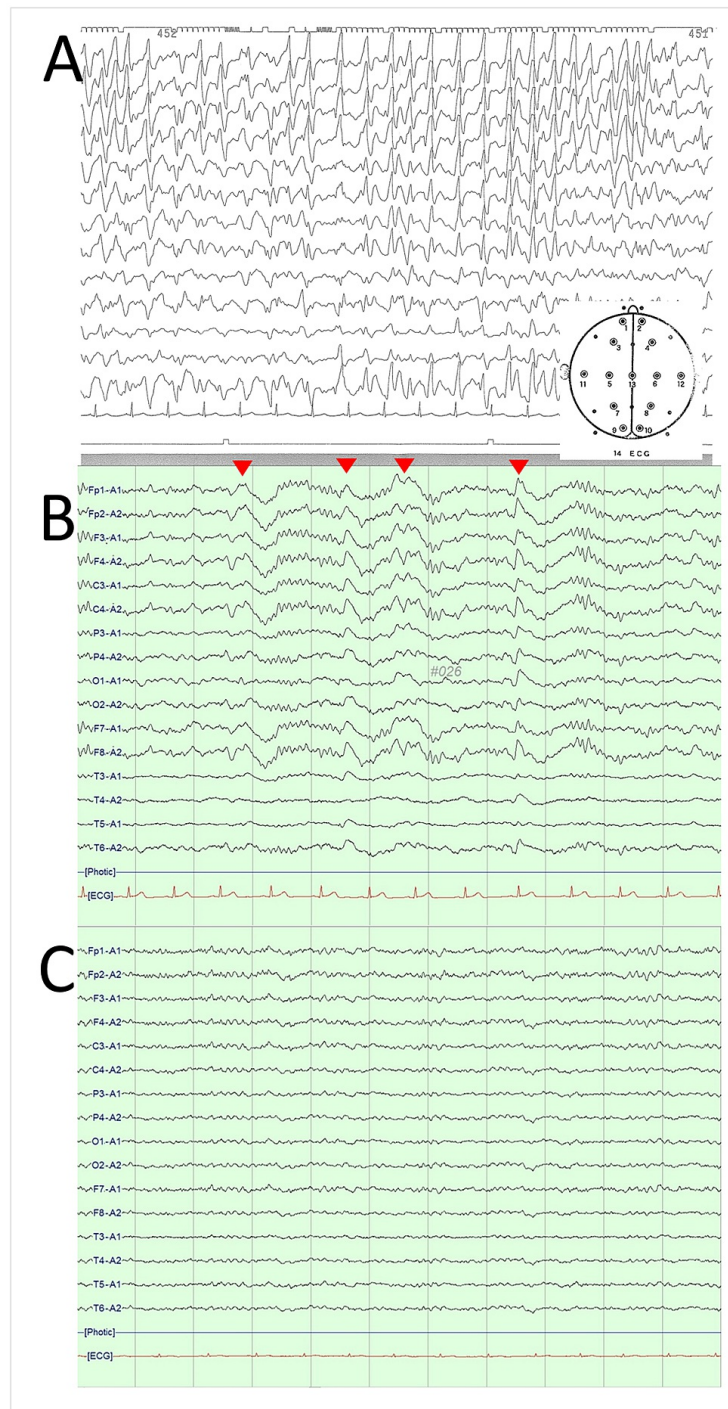 A
452
451
1 2
3 4
11 5 13 6 12
7 8
9 10
14 ECG
B
Fp1-A1
Fp2-A2
F3-A1
F4-A2
C3-A1
C4-A2
P3-A1
P4-A2
#026
O1-A1
O2-A2
F7-A1
F8-A2
T3-A1
T4-A2
T5-A1
T6-A2
[Photic]
[ECG]
C
Fp1-A1
Fp2-A2
F3-A1
F4-A2
C3-A1
C4-A2
P3-A1
P4-A2
O1-A1
O2-A2
F7-A1
F8-A2
T3-A1
T4-A2
T5-A1
T6-A2
[Photic]
[ECG]